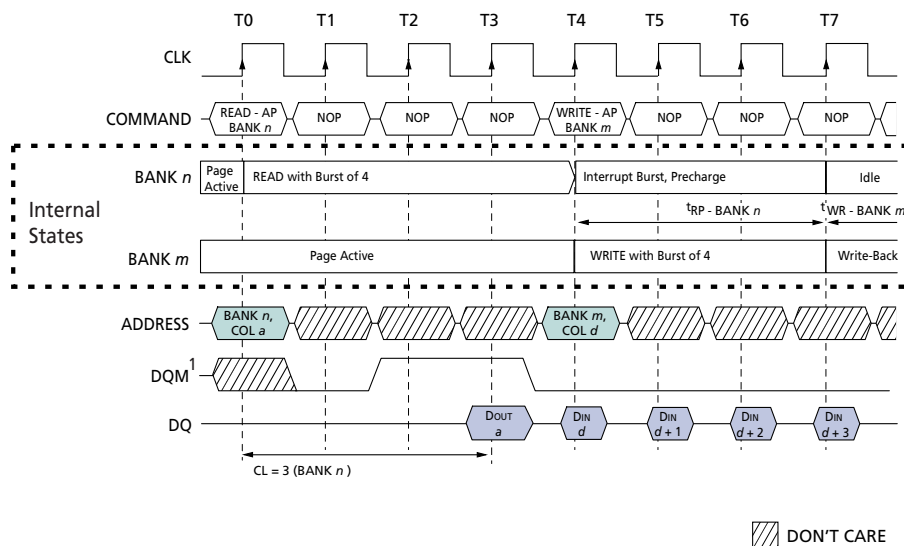 T0 T1 T2 T3 T4 T5 T6 T7
CLK
COMMAND
READ - AP
BANK n
NOP
NOP
NOP
WRITE - AP
BANK m
NOP
NOP
NOP
Internal
States
BANK n
Page
Active
READ with Burst of 4
Interrupt Burst, Precharge
Idle
tRP - BANK n
tWR - BANK m
BANK m
Page Active
WRITE with Burst of 4
Write-Back
ADDRESS
BANK n,
COL a
BANK m,
COL d
DQM1
DQ
DOUT
a
DIN
d
DIN
d + 1
DIN
d + 2
DIN
d + 3
CL = 3 (BANK n )
DON'T CARE